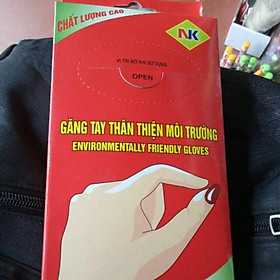 CHẤT LƯỢNG CAO
NK
VỊ TRÍ MỞ KHI SỬ DỤNG
OPEN
GĂNG TAY THÂN THIỆN MÔI TRƯỜNG
ENVIRONMENTALLY FRIENDLY GLOVES